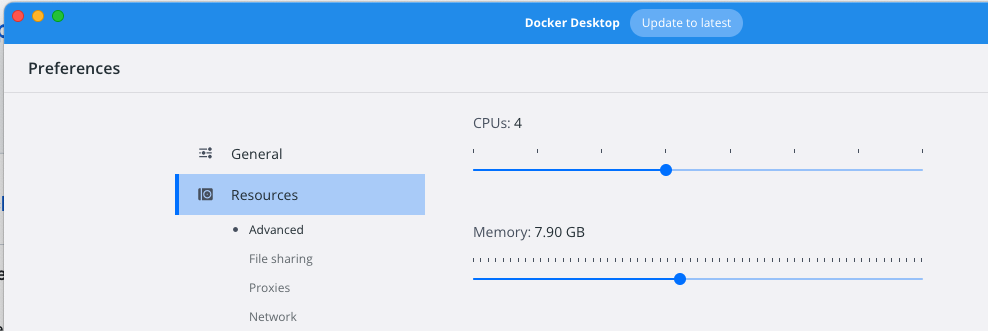 Docker Desktop Update to latest
Preferences
CPUs: 4
General
Resources
Advanced
File sharing
Proxies
Network
Memory: 7.90 GB